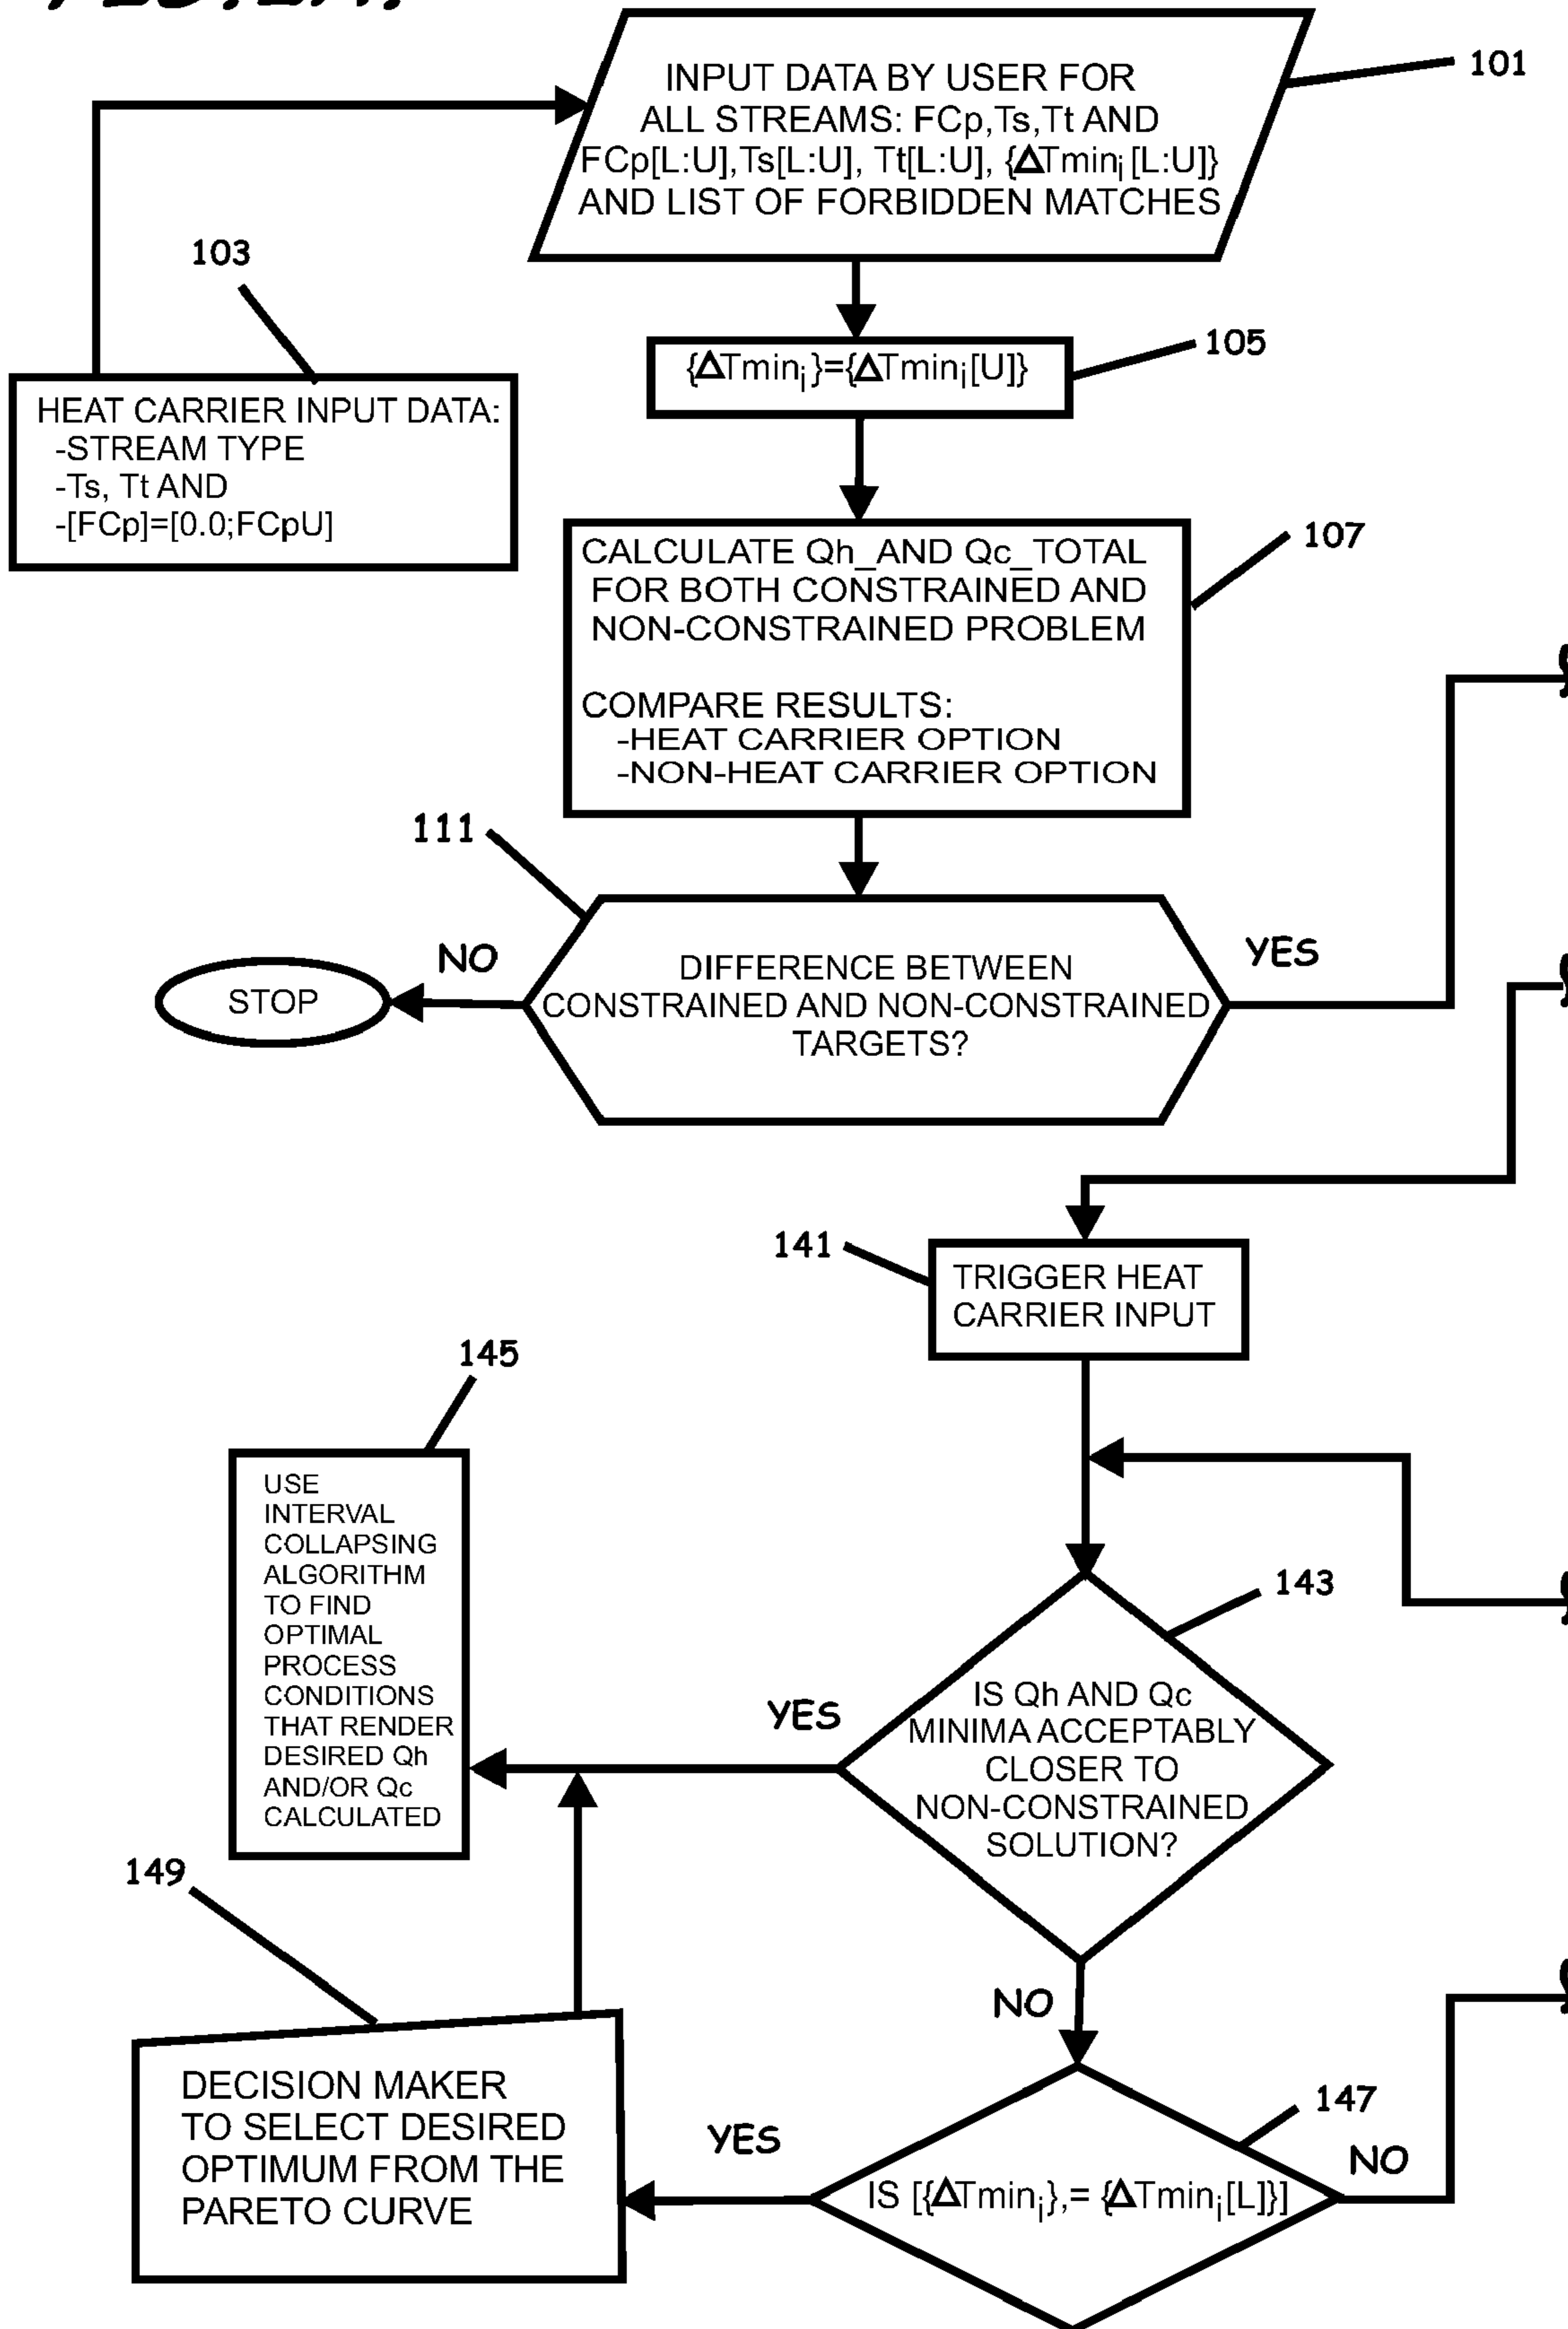 101
INPUT DATA BY USER FOR
ALL STREAMS: FCp,Ts,Tt AND
FCp[L:U],Ts[L:U], Tt[L:U], {ΔTminᵢ [L:U]}
AND LIST OF FORBIDDEN MATCHES
103
HEAT CARRIER INPUT DATA:
-STREAM TYPE
-Ts, Tt AND
-[FCp]=[0.0;FCpU]
105
{ΔTminᵢ}={ΔTminᵢ[U]}
107
CALCULATE Qh_AND Qc_TOTAL
FOR BOTH CONSTRAINED AND
NON-CONSTRAINED PROBLEM
COMPARE RESULTS:
-HEAT CARRIER OPTION
-NON-HEAT CARRIER OPTION
111
NO
YES
STOP
DIFFERENCE BETWEEN
CONSTRAINED AND NON-CONSTRAINED
TARGETS?
141
TRIGGER HEAT
CARRIER INPUT
145
USE
INTERVAL
COLLAPSING
ALGORITHM
TO FIND
OPTIMAL
PROCESS
CONDITIONS
THAT RENDER
DESIRED Qh
AND/OR Qc
CALCULATED
143
YES
IS Qh AND Qc
MINIMA ACCEPTABLY
CLOSER TO
NON-CONSTRAINED
SOLUTION?
NO
149
DECISION MAKER
TO SELECT DESIRED
OPTIMUM FROM THE
PARETO CURVE
YES
147
NO
IS [{ΔTminᵢ},= {ΔTminᵢ[L]}]